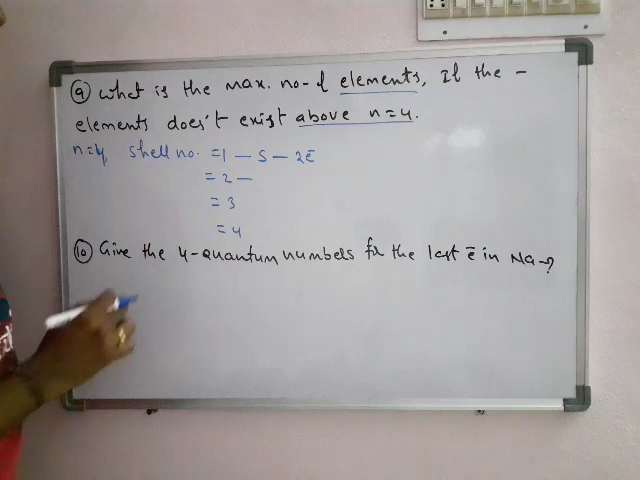 ⑨ What is the max. no-of elements, If the -
elements does't exist above n=4.
n=4, Shell no. = 1 — S — 2ē
= 2 —
= 3
= 4
⑩ Give the 4-quantum numbers for the last ē in Na→?